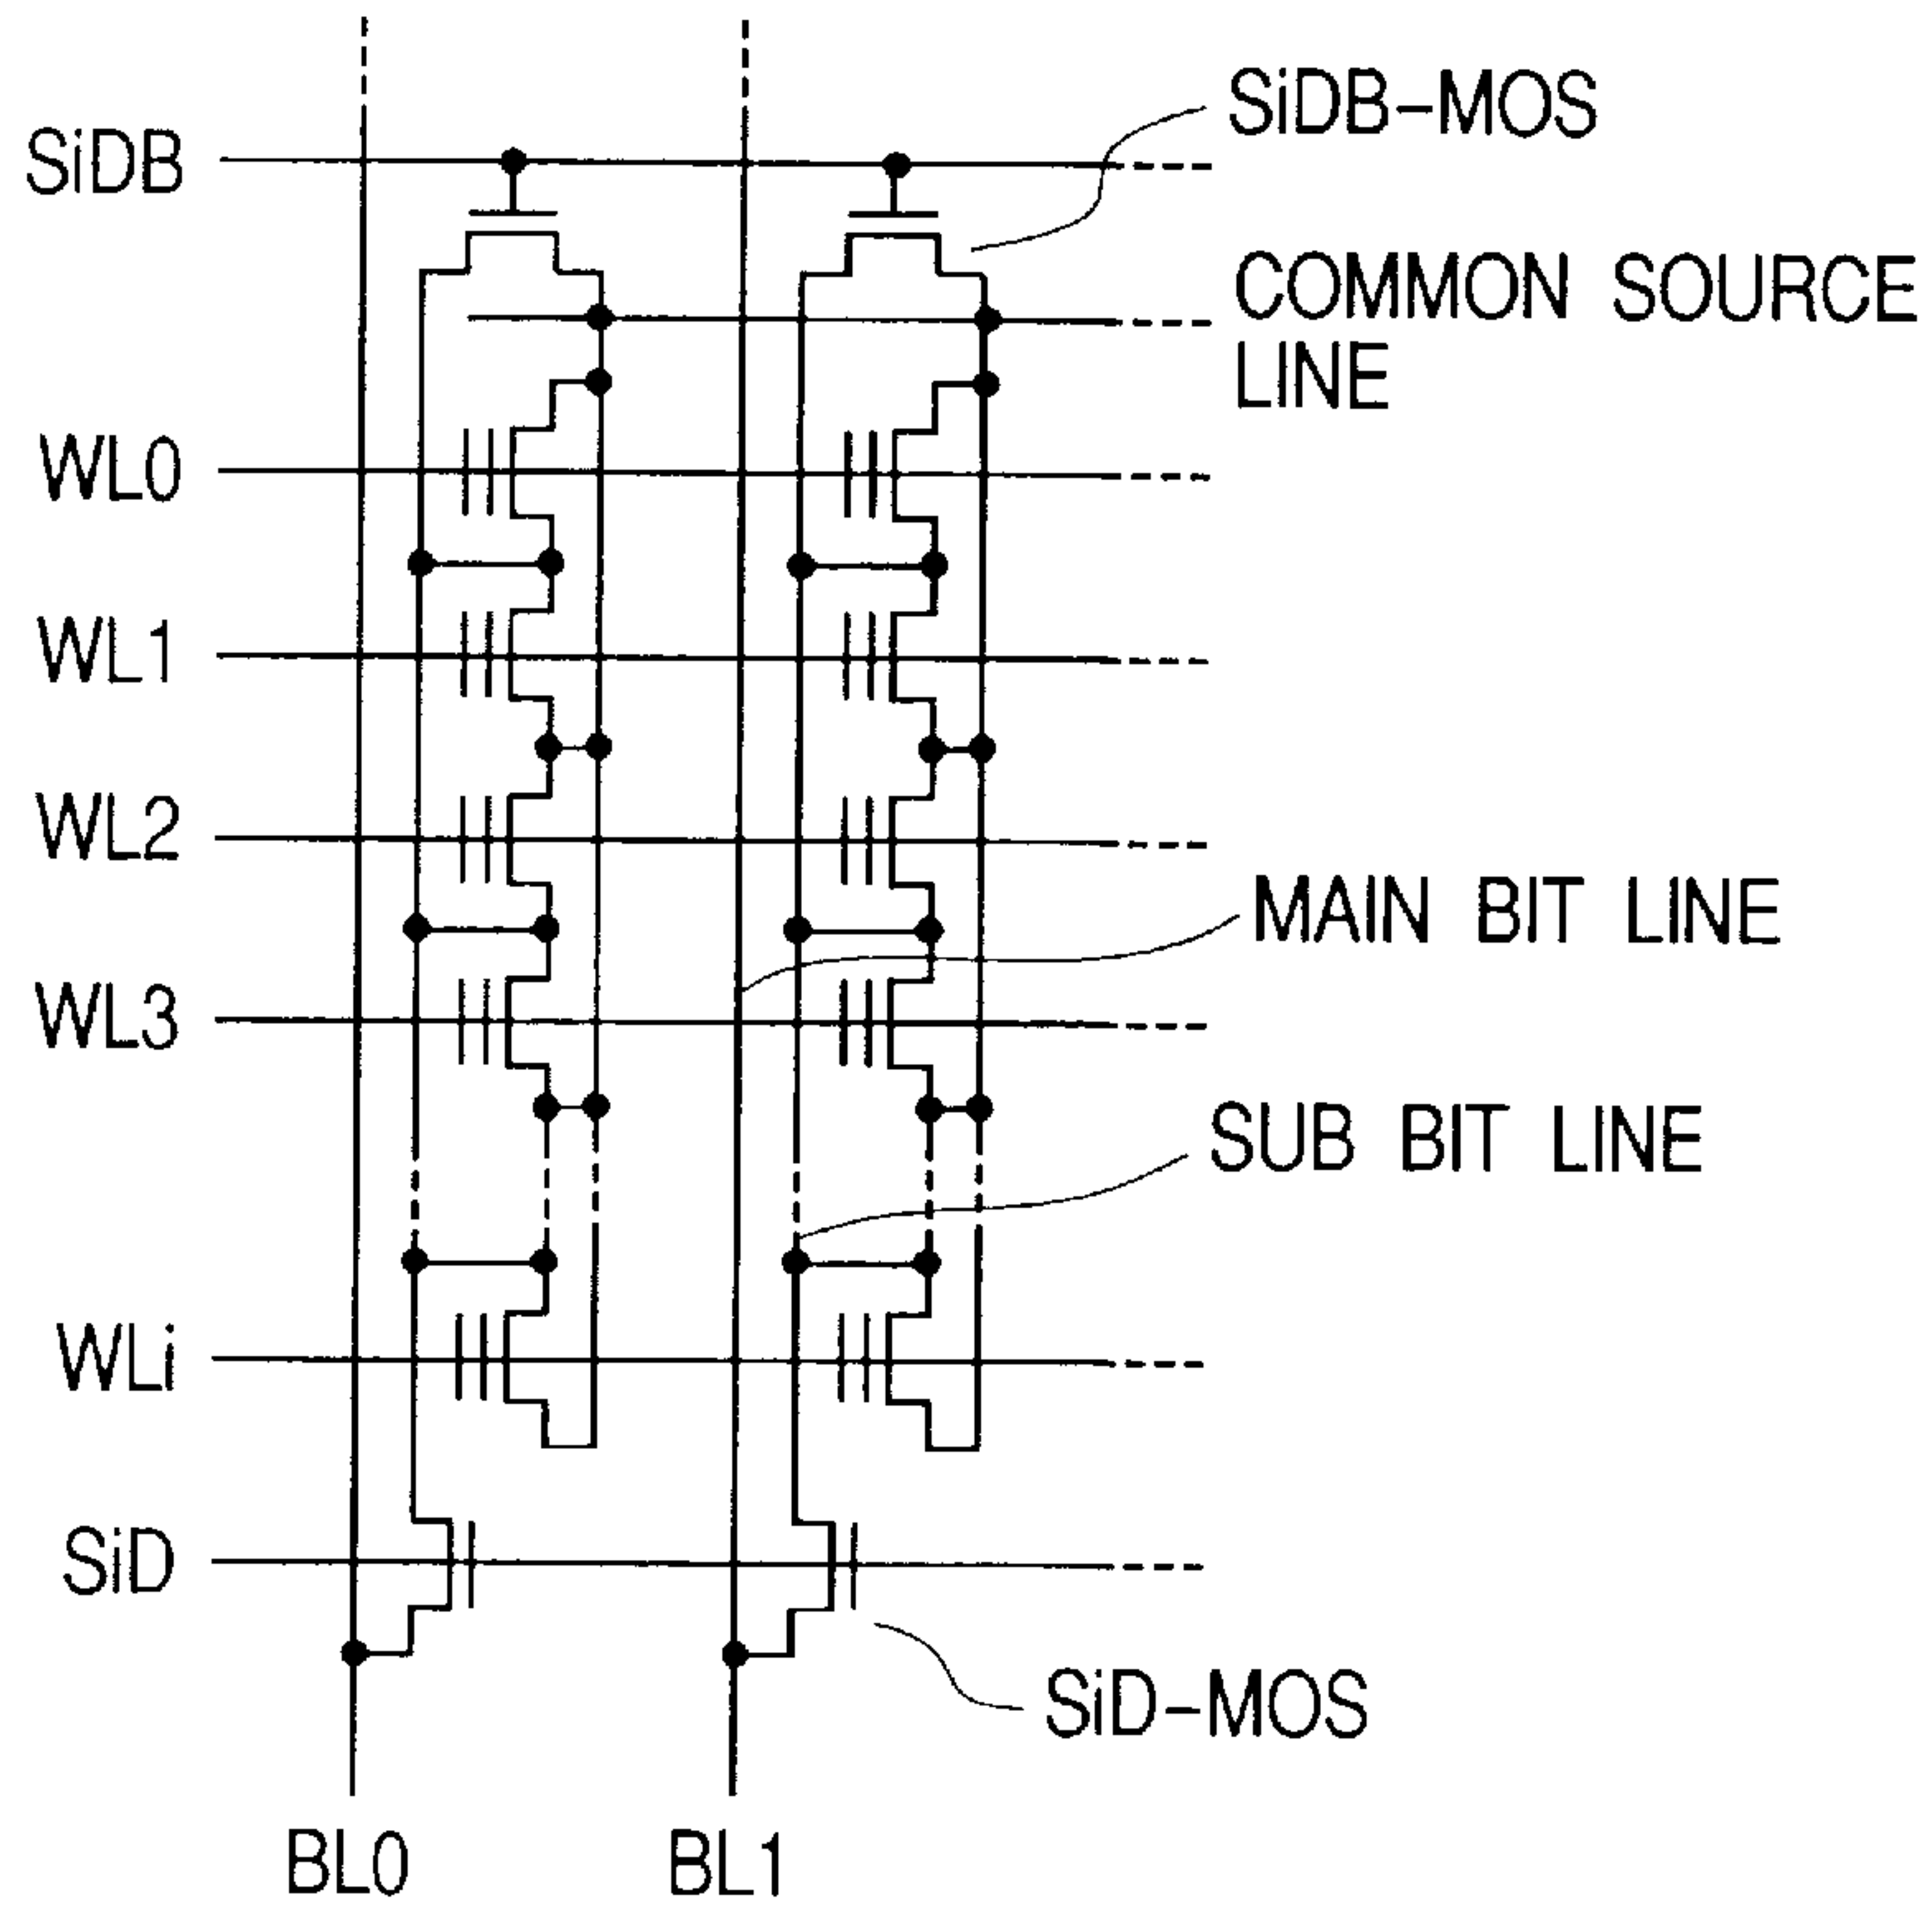 SiDB-MOS
SiDB
COMMON SOURCE
LINE
WL0
WL1
WL2
MAIN BIT LINE
WL3
SUB BIT LINE
WLi
SiD
SiD-MOS
BL0
BL1